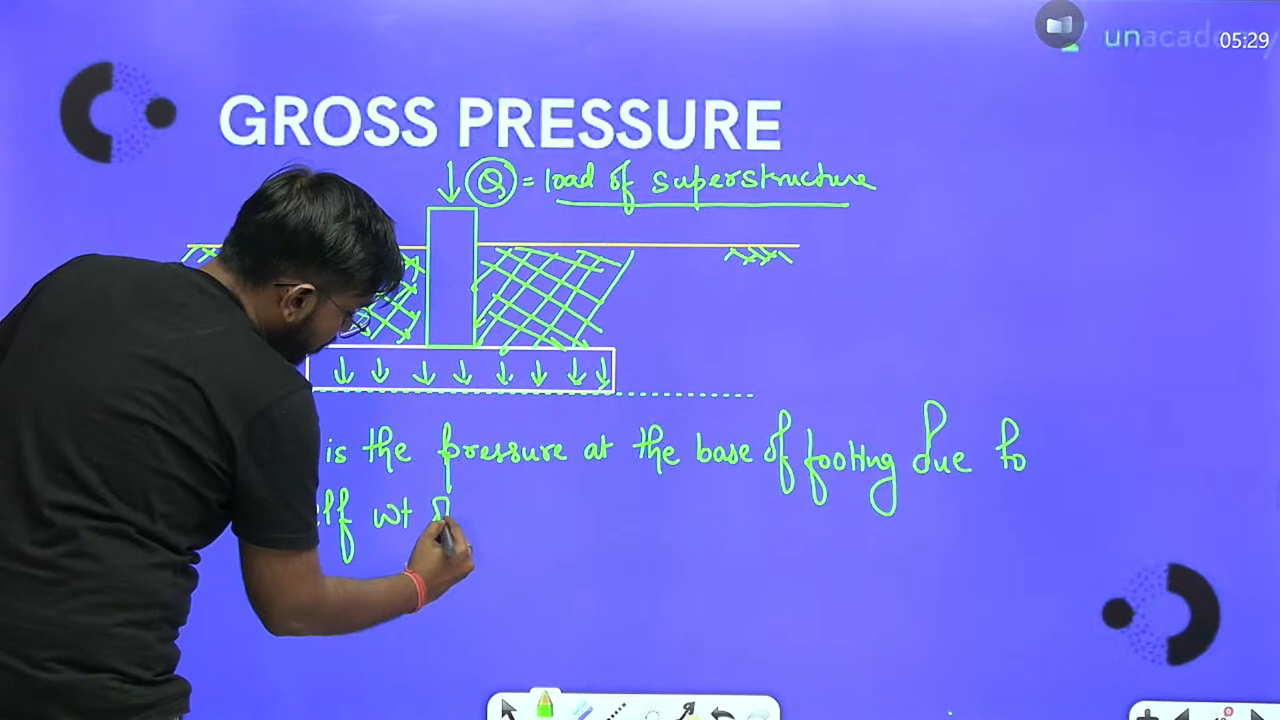 unacademy
05:29
GROSS PRESSURE
Q = load of superstructure
is the pressure at the base of footing due to
elf wt